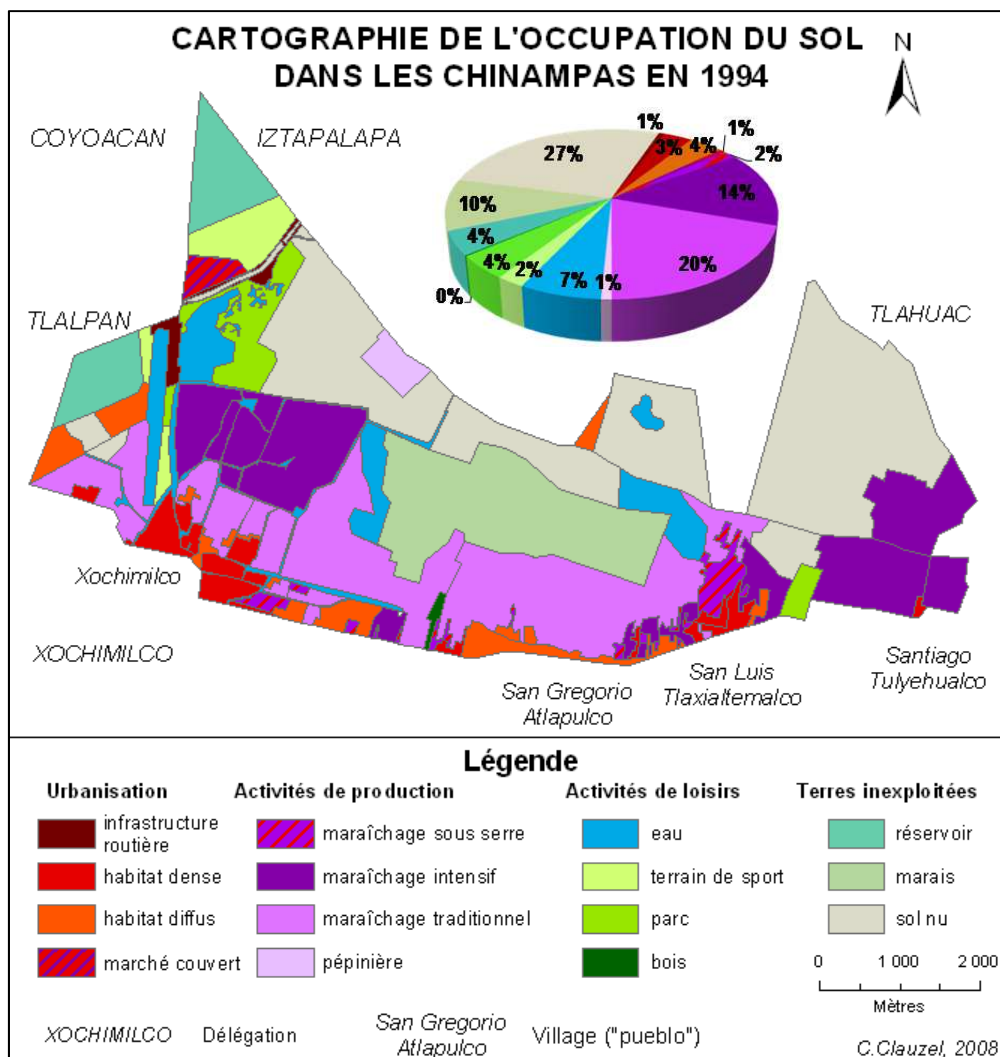 CARTOGRAPHIE DE L'OCCUPATION DU SOL
DANS LES CHINAMPAS EN 1994
N
COYOACAN
IZTAPALAPA
1%
3%
4%
1%
2%
27%
14%
10%
4%
20%
4%
2%
7%
1%
0%
TLALPAN
TLAHUAC
Xochimilco
XOCHIMILCO
San Gregorio
Atlapulco
San Luis
Tlaxialtemalco
Santiago
Tulyehualco
Légende
Urbanisation
infrastructure
routière
habitat dense
habitat diffus
marché couvert
Activités de production
maraîchage sous serre
maraîchage intensif
maraîchage traditionnel
pépinière
Activités de loisirs
eau
terrain de sport
parc
bois
Terres inexploitées
réservoir
marais
sol nu
0 1 000 2 000
Mètres
XOCHIMILCO Délégation
San Gregorio
Atlapulco
Village ("pueblo")
C.Clauzel, 2008